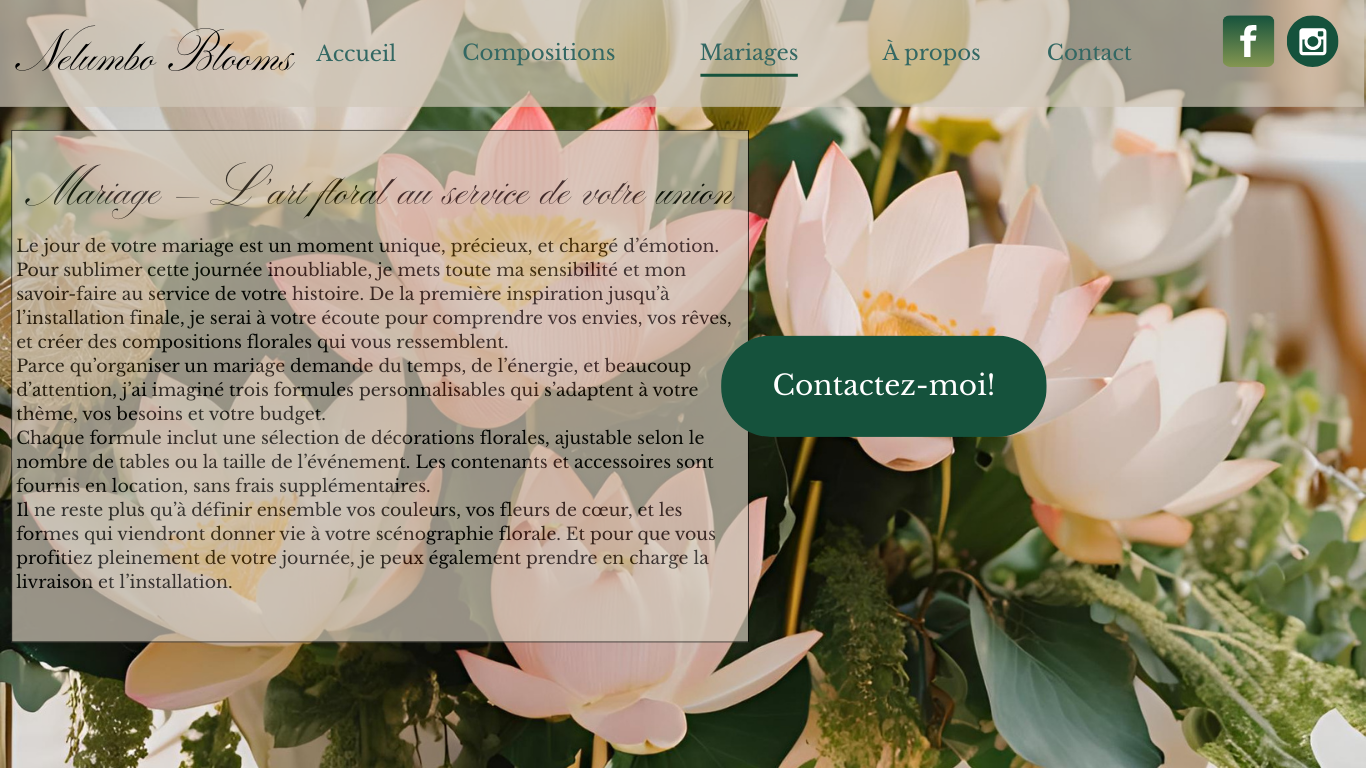 Nelumbo Blooms
Accueil
Compositions
Mariages
À propos
Contact
Mariage – L'art floral au service de votre union
Le jour de votre mariage est un moment unique, précieux, et chargé d’émotion.
Pour sublimer cette journée inoubliable, je mets toute ma sensibilité et mon
savoir-faire au service de votre histoire. De la première inspiration jusqu’à
l’installation finale, je serai à votre écoute pour comprendre vos envies, vos rêves,
et créer des compositions florales qui vous ressemblent.
Parce qu’organiser un mariage demande du temps, de l’énergie, et beaucoup
d’attention, j’ai imaginé trois formules personnalisables qui s’adaptent à votre
thème, vos besoins et votre budget.
Chaque formule inclut une sélection de décorations florales, ajustable selon le
nombre de tables ou la taille de l’événement. Les contenants et accessoires sont
fournis en location, sans frais supplémentaires.
Il ne reste plus qu’à définir ensemble vos couleurs, vos fleurs de cœur, et les
formes qui viendront donner vie à votre scénographie florale. Et pour que vous
profitiez pleinement de votre journée, je peux également prendre en charge la
livraison et l’installation.
Contactez-moi!